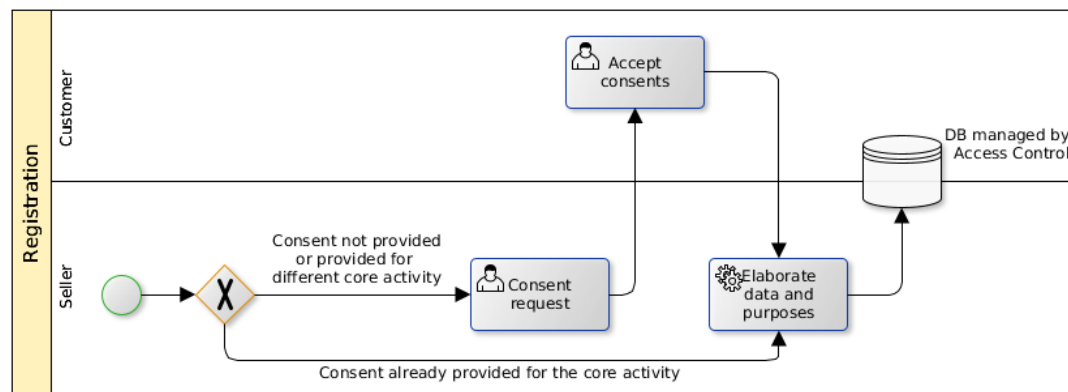 Registration
Customer
Accept
consents
DB managed by
Access Control
Seller
Consent not provided
or provided for
different core activity
X
Consent
request
Elaborate
data and
purposes
Consent already provided for the core activity